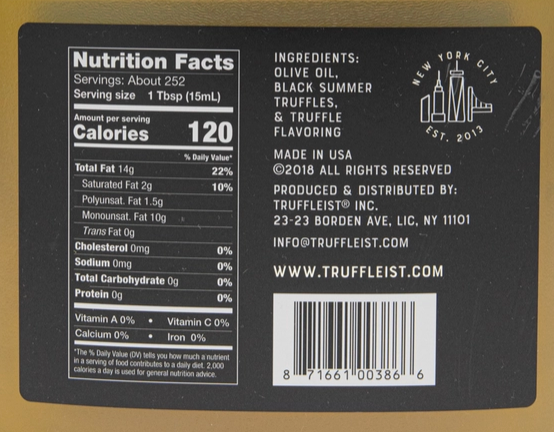 Nutrition Facts
Servings: About 252
Serving size 1 Tbsp (15mL)
Amount per serving
Calories 120
% Daily Value*
Total Fat 14g 22%
Saturated Fat 2g 10%
Polyunsat. Fat 1.5g
Monounsat. Fat 10g
Trans Fat 0g
Cholesterol 0mg 0%
Sodium 0mg 0%
Total Carbohydrate 0g 0%
Protein 0g 0%
Vitamin A 0% • Vitamin C 0%
Calcium 0% • Iron 0%
*The % Daily Value (DV) tells you how much a nutrient
in a serving of food contributes to a daily diet. 2,000
calories a day is used for general nutrition advice.
INGREDIENTS:
OLIVE OIL,
BLACK SUMMER
TRUFFLES,
& TRUFFLE
FLAVORING
NEW YORK CITY
EST. 2013
MADE IN USA
©2018 ALL RIGHTS RESERVED
PRODUCED & DISTRIBUTED BY:
TRUFFLEIST® INC.
23-23 BORDEN AVE, LIC, NY 11101
INFO@TRUFFLEIST.COM
WWW.TRUFFLEIST.COM
8 71661 00386 6